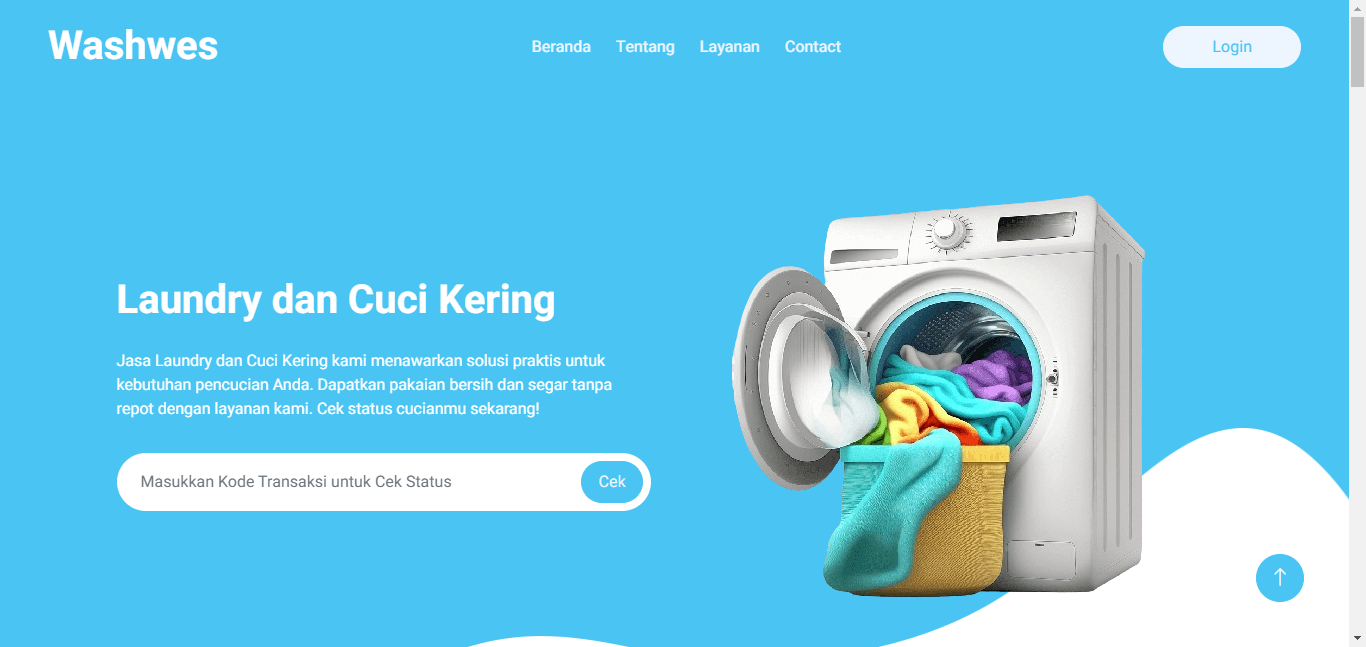 Washwes
Beranda Tentang Layanan Contact
Login
Laundry dan Cuci Kering
Jasa Laundry dan Cuci Kering kami menawarkan solusi praktis untuk
kebutuhan pencucian Anda. Dapatkan pakaian bersih dan segar tanpa
repot dengan layanan kami. Cek status cucianmu sekarang!
Masukkan Kode Transaksi untuk Cek Status
Cek